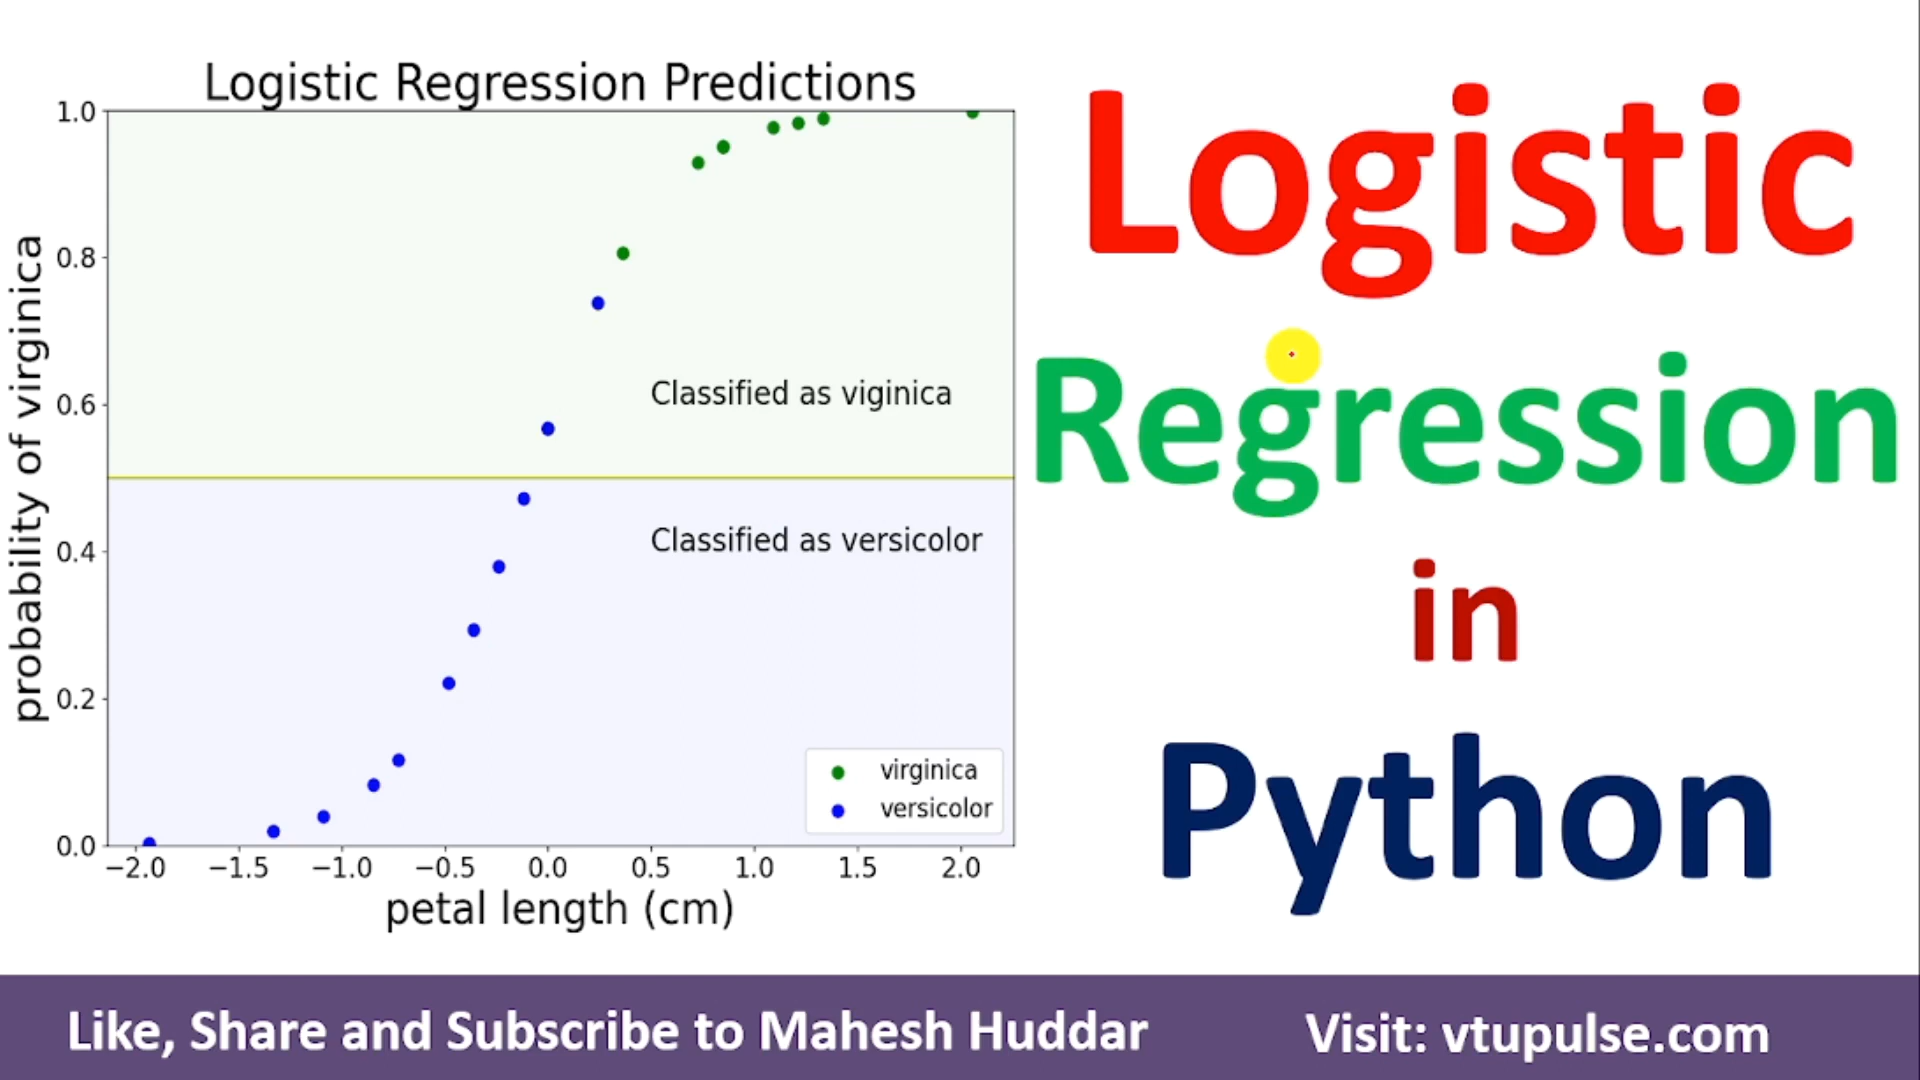 Logistic Regression Predictions
1.0
0.8
0.6
0.4
0.2
0.0
probability of virginica
Classified as viginica
Classified as versicolor
virginica
versicolor
−2.0 −1.5 −1.0 −0.5 0.0 0.5 1.0 1.5 2.0
petal length (cm)
Logistic
Regression
in
Python
Like, Share and Subscribe to Mahesh Huddar
Visit: vtupulse.com